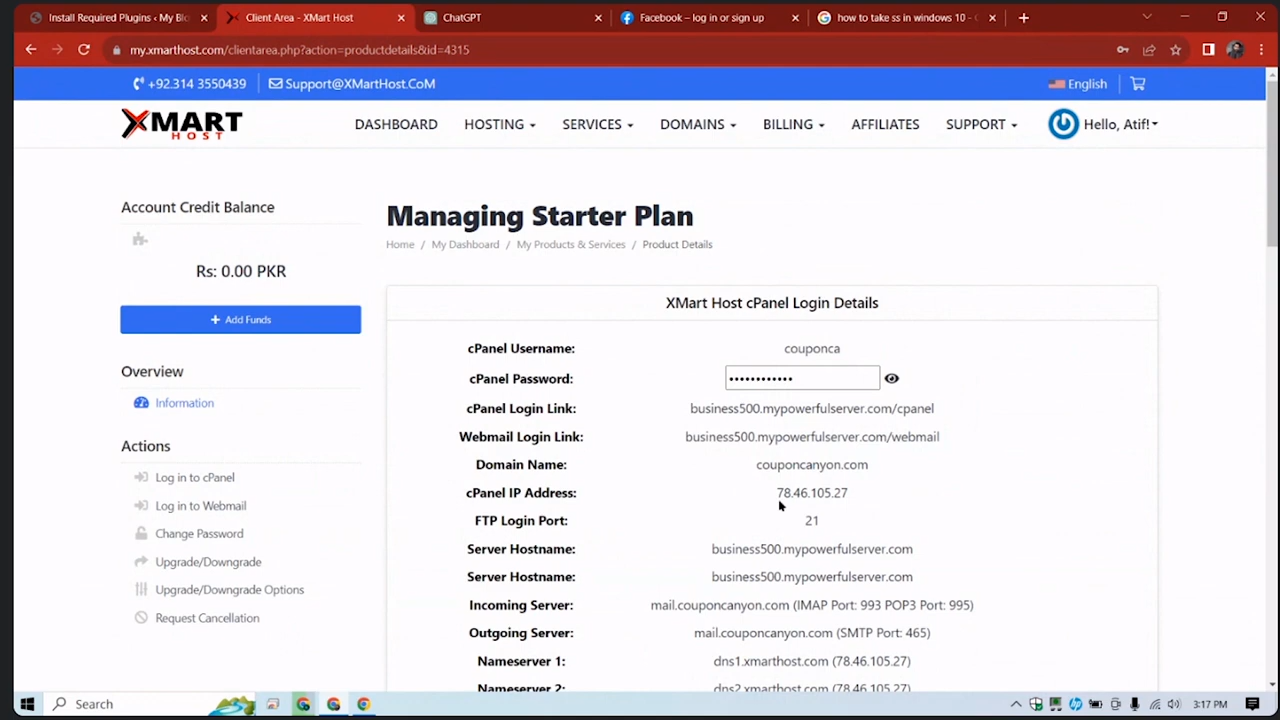 Install Required Plugins ‹ My Blo
Client Area - XMart Host
ChatGPT
Facebook – log in or sign up
how to take ss in windows 10 -
my.xmarthost.com/clientarea.php?action=productdetails&id=4315
+92.314 3550439
Support@XMartHost.CoM
English
XMART HOST
DASHBOARD
HOSTING
SERVICES
DOMAINS
BILLING
AFFILIATES
SUPPORT
Hello, Atif!
Account Credit Balance
Rs: 0.00 PKR
+ Add Funds
Overview
Information
Actions
Log in to cPanel
Log in to Webmail
Change Password
Upgrade/Downgrade
Upgrade/Downgrade Options
Request Cancellation
Managing Starter Plan
Home / My Dashboard / My Products & Services / Product Details
XMart Host cPanel Login Details
cPanel Username: couponca
cPanel Password: ••••••••••••
cPanel Login Link: business500.mypowerfulserver.com/cpanel
Webmail Login Link: business500.mypowerfulserver.com/webmail
Domain Name: couponcanyon.com
cPanel IP Address: 78.46.105.27
FTP Login Port: 21
Server Hostname: business500.mypowerfulserver.com
Server Hostname: business500.mypowerfulserver.com
Incoming Server: mail.couponcanyon.com (IMAP Port: 993 POP3 Port: 995)
Outgoing Server: mail.couponcanyon.com (SMTP Port: 465)
Nameserver 1: dns1.xmarthost.com (78.46.105.27)
Nameserver 2: dns2.xmarthost.com (78.46.105.27)
Search
3:17 PM